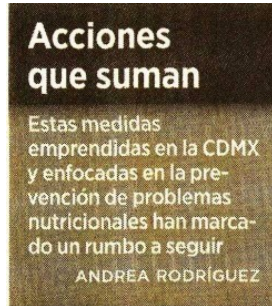 Acciones
que suman
Estas medidas
emprendidas en la CDMX
y enfocadas en la pre-
vención de problemas
nutricionales han marca-
do un rumbo a seguir
ANDREA RODRÍGUEZ